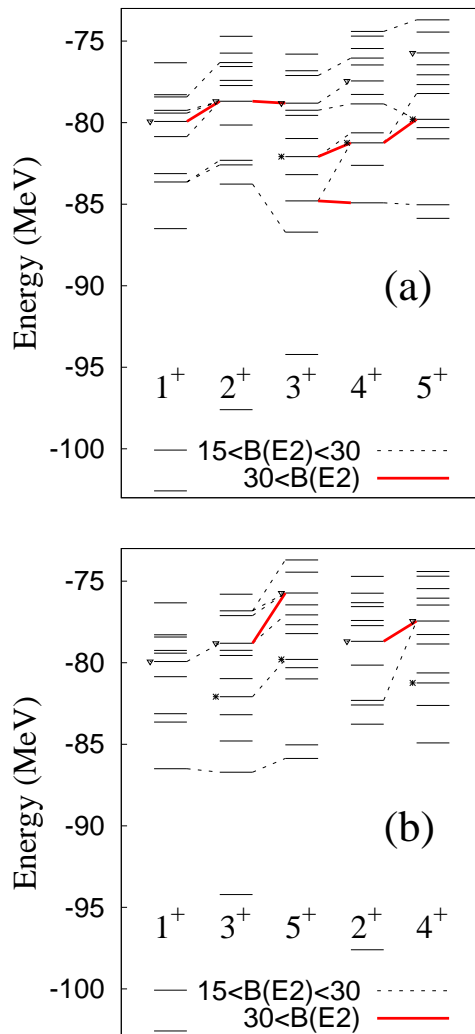 -75
-80
-85
-90
-95
-100
Energy (MeV)
(a)
1+ 2+ 3+ 4+ 5+
15<B(E2)<30
30<B(E2)
-75
-80
-85
-90
-95
-100
Energy (MeV)
(b)
1+ 3+ 5+ 2+ 4+
15<B(E2)<30
30<B(E2)